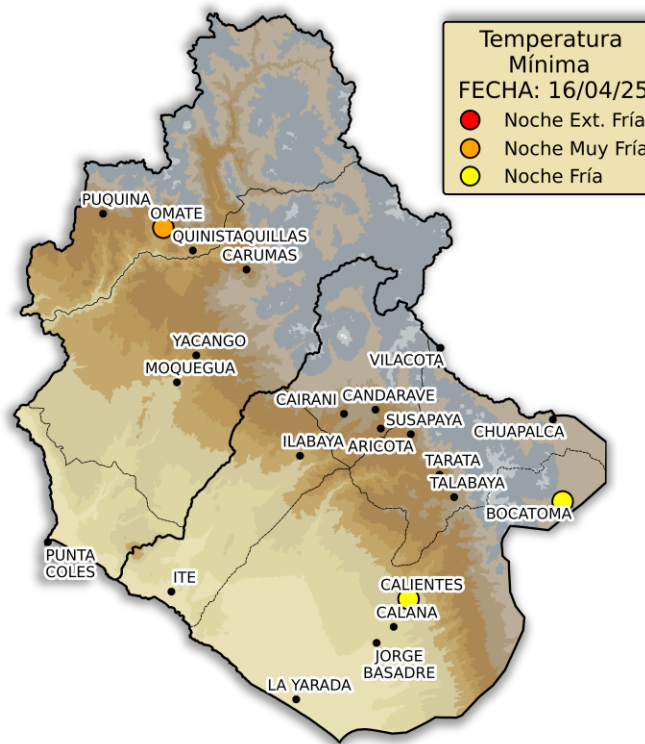 Temperatura
Mínima
FECHA: 16/04/25
Noche Ext. Fría
Noche Muy Fría
Noche Fría
PUQUINA
OMATE
QUINISTAQUILLAS
CARUMAS
YACANGO
MOQUEGUA
VILACOTA
CAIRANI
CANDARAVE
SUSAPAYA
CHUAPALCA
ILABAYA
ARICOTA
TARATA
TALABAYA
BOCATOMA
PUNTA
COLES
ITE
CALIENTES
CALANA
JORGE
BASADRE
LA YARADA